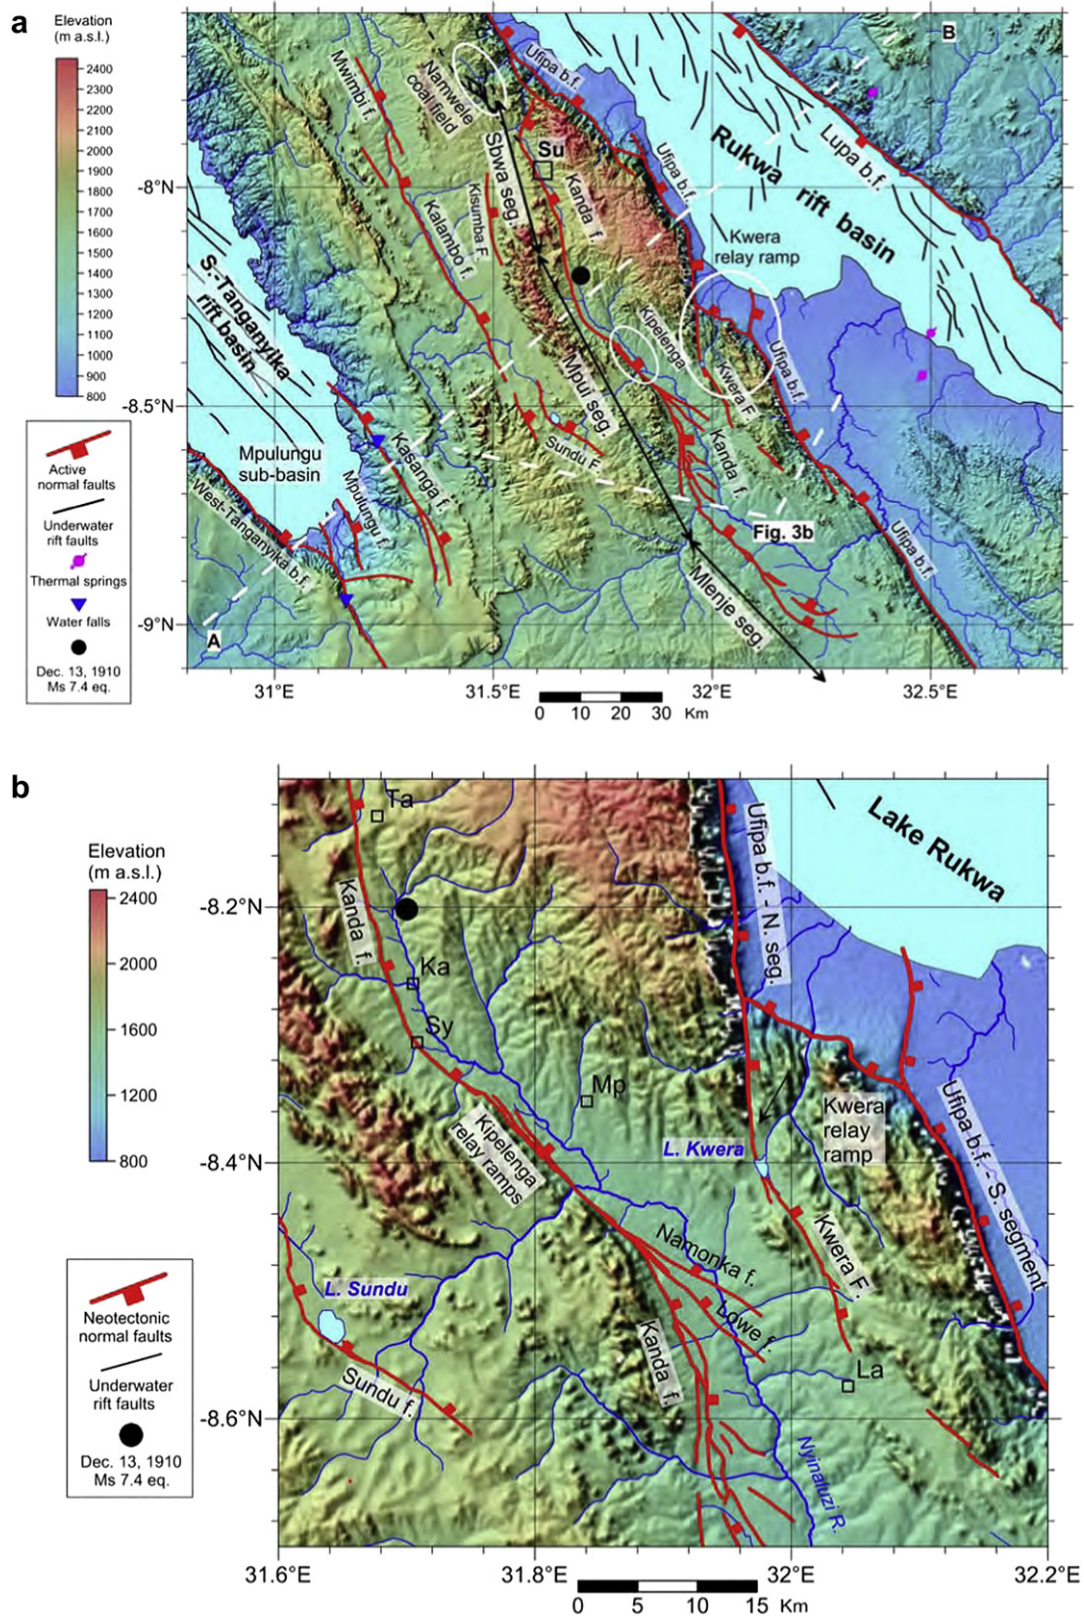 a
Elevation
(m a.s.l.)
2400
2200
2100
2000
1900
1800
1700
1600
1500
1400
1300
1200
1100
1000
900
800
Active
normal faults
Underwater
rift faults
Thermal springs
Water falls
Dec. 13, 1910
Ms 7.4 eq.
-8°N
-8.5°N
-9°N
31°E
31.5°E
32°E
32.5°E
0 10 20 30 Km
Mwimbi f.
Namwele
coal field
Ufipa b.f.
B
Lupa b.f.
Rukwa
rift basin
Sbwa seg.
Su
Kanda f.
Ufipa b.f.
Kisumba F.
Kalambo f.
Kwera
relay ramp
S.-Tanganyika
rift basin
Kipelenga
Mpui seg.
Kwera F.
Ufipa b.f.
Mpulungu
sub-basin
Kasanga f.
Sundu F.
Kanda f.
West-Tanganyika b.f.
Mpulungu f.
Fig. 3b
Ufipa b.f.
Mlenje seg.
A
b
Elevation
(m a.s.l.)
2400
2000
1600
1200
800
Neotectonic
normal faults
Underwater
rift faults
Dec. 13, 1910
Ms 7.4 eq.
-8.2°N
-8.4°N
-8.6°N
31.6°E
31.8°E
32°E
32.2°E
0 5 10 15 Km
Ta
Lake Rukwa
Ufipa b.f. - N. seg.
Kanda f.
Ka
Sy
Mp
Kwera
relay
ramp
Kipelenga
relay ramps
L. Kwera
Ufipa b.f. - S. segment
Kwera F.
Namonka f.
L. Sundu
Lowe f.
Kanda f.
La
Sundu f.
Nyinaluzi R.